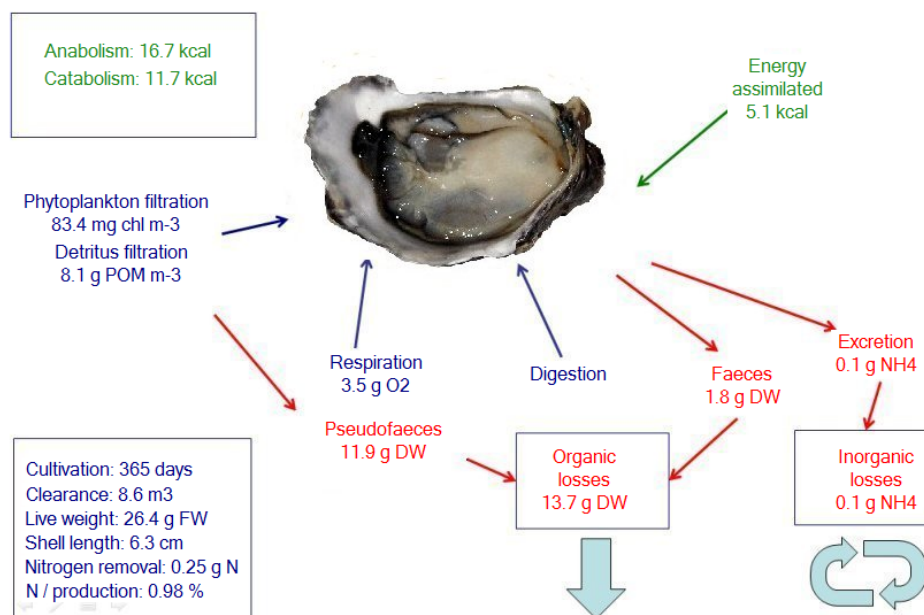 Anabolism: 16.7 kcal
Catabolism: 11.7 kcal
Energy
assimilated
5.1 kcal
Phytoplankton filtration
83.4 mg chl m-3
Detritus filtration
8.1 g POM m-3
Respiration
3.5 g O2
Digestion
Faeces
1.8 g DW
Excretion
0.1 g NH4
Pseudofaeces
11.9 g DW
Organic
losses
13.7 g DW
Inorganic
losses
0.1 g NH4
Cultivation: 365 days
Clearance: 8.6 m3
Live weight: 26.4 g FW
Shell length: 6.3 cm
Nitrogen removal: 0.25 g N
N / production: 0.98 %